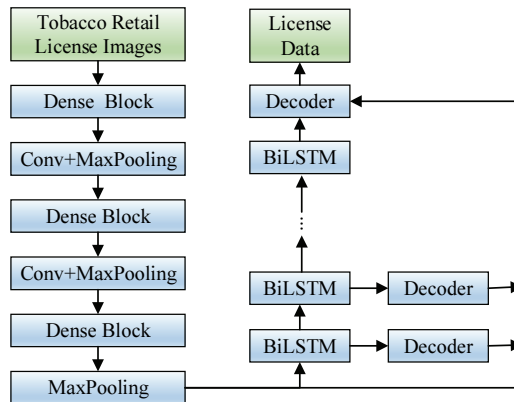 Tobacco Retail
License Images
Dense Block
Conv+MaxPooling
Dense Block
Conv+MaxPooling
Dense Block
MaxPooling
License
Data
Decoder
BiLSTM
......
BiLSTM
Decoder
BiLSTM
Decoder